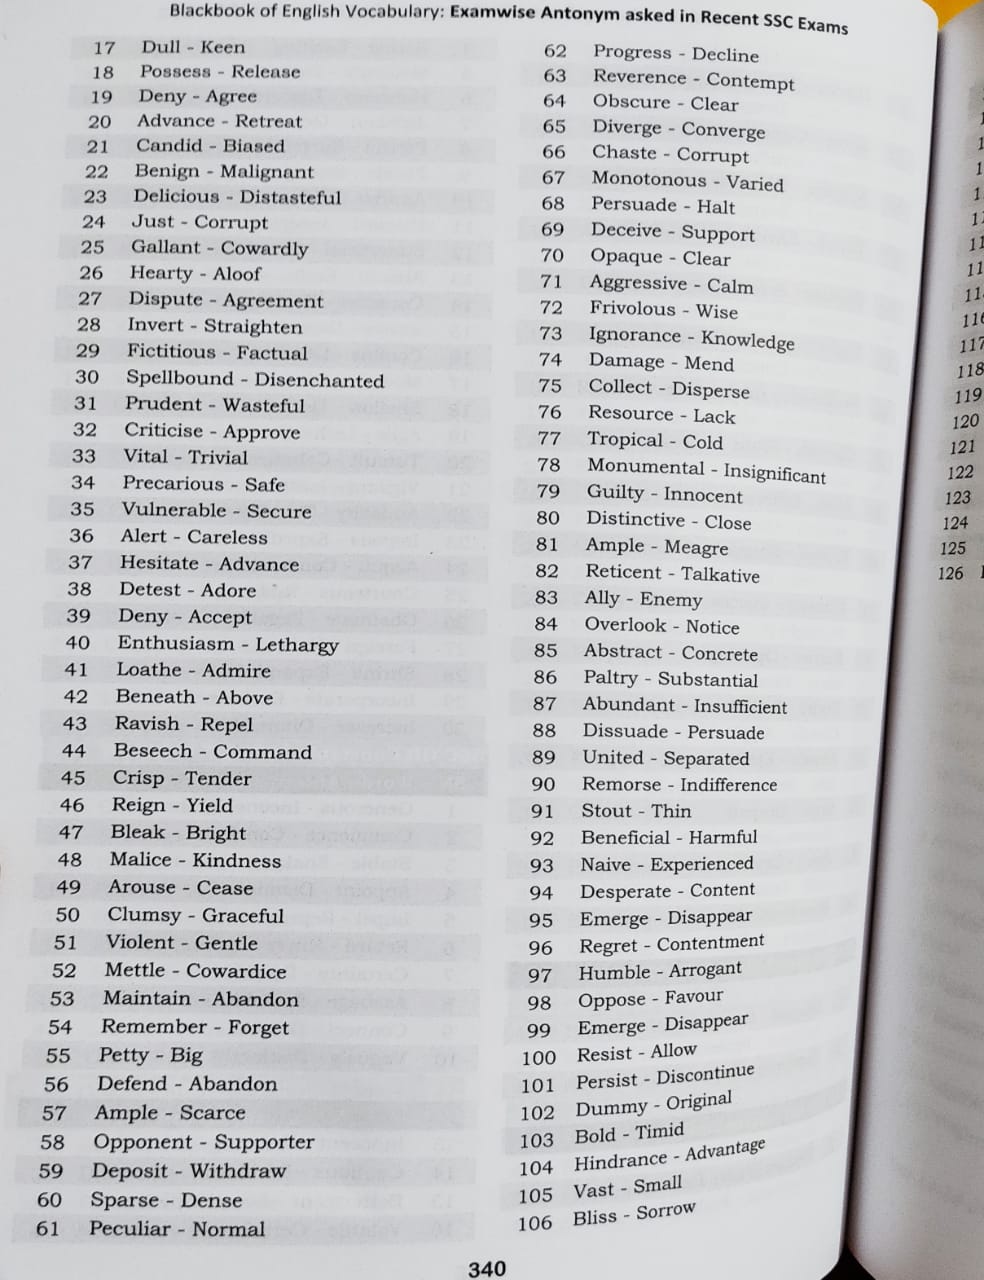 Blackbook of English Vocabulary: Examwise Antonym asked in Recent SSC Exams
17 Dull - Keen
18 Possess - Release
19 Deny - Agree
20 Advance - Retreat
21 Candid - Biased
22 Benign - Malignant
23 Delicious - Distasteful
24 Just - Corrupt
25 Gallant - Cowardly
26 Hearty - Aloof
27 Dispute - Agreement
28 Invert - Straighten
29 Fictitious - Factual
30 Spellbound - Disenchanted
31 Prudent - Wasteful
32 Criticise - Approve
33 Vital - Trivial
34 Precarious - Safe
35 Vulnerable - Secure
36 Alert - Careless
37 Hesitate - Advance
38 Detest - Adore
39 Deny - Accept
40 Enthusiasm - Lethargy
41 Loathe - Admire
42 Beneath - Above
43 Ravish - Repel
44 Beseech - Command
45 Crisp - Tender
46 Reign - Yield
47 Bleak - Bright
48 Malice - Kindness
49 Arouse - Cease
50 Clumsy - Graceful
51 Violent - Gentle
52 Mettle - Cowardice
53 Maintain - Abandon
54 Remember - Forget
55 Petty - Big
56 Defend - Abandon
57 Ample - Scarce
58 Opponent - Supporter
59 Deposit - Withdraw
60 Sparse - Dense
61 Peculiar - Normal
62 Progress - Decline
63 Reverence - Contempt
64 Obscure - Clear
65 Diverge - Converge
66 Chaste - Corrupt
67 Monotonous - Varied
68 Persuade - Halt
69 Deceive - Support
70 Opaque - Clear
71 Aggressive - Calm
72 Frivolous - Wise
73 Ignorance - Knowledge
74 Damage - Mend
75 Collect - Disperse
76 Resource - Lack
77 Tropical - Cold
78 Monumental - Insignificant
79 Guilty - Innocent
80 Distinctive - Close
81 Ample - Meagre
82 Reticent - Talkative
83 Ally - Enemy
84 Overlook - Notice
85 Abstract - Concrete
86 Paltry - Substantial
87 Abundant - Insufficient
88 Dissuade - Persuade
89 United - Separated
90 Remorse - Indifference
91 Stout - Thin
92 Beneficial - Harmful
93 Naive - Experienced
94 Desperate - Content
95 Emerge - Disappear
96 Regret - Contentment
97 Humble - Arrogant
98 Oppose - Favour
99 Emerge - Disappear
100 Resist - Allow
101 Persist - Discontinue
102 Dummy - Original
103 Bold - Timid
104 Hindrance - Advantage
105 Vast - Small
106 Bliss - Sorrow
340
117
118
119
120
121
122
123
124
125
126